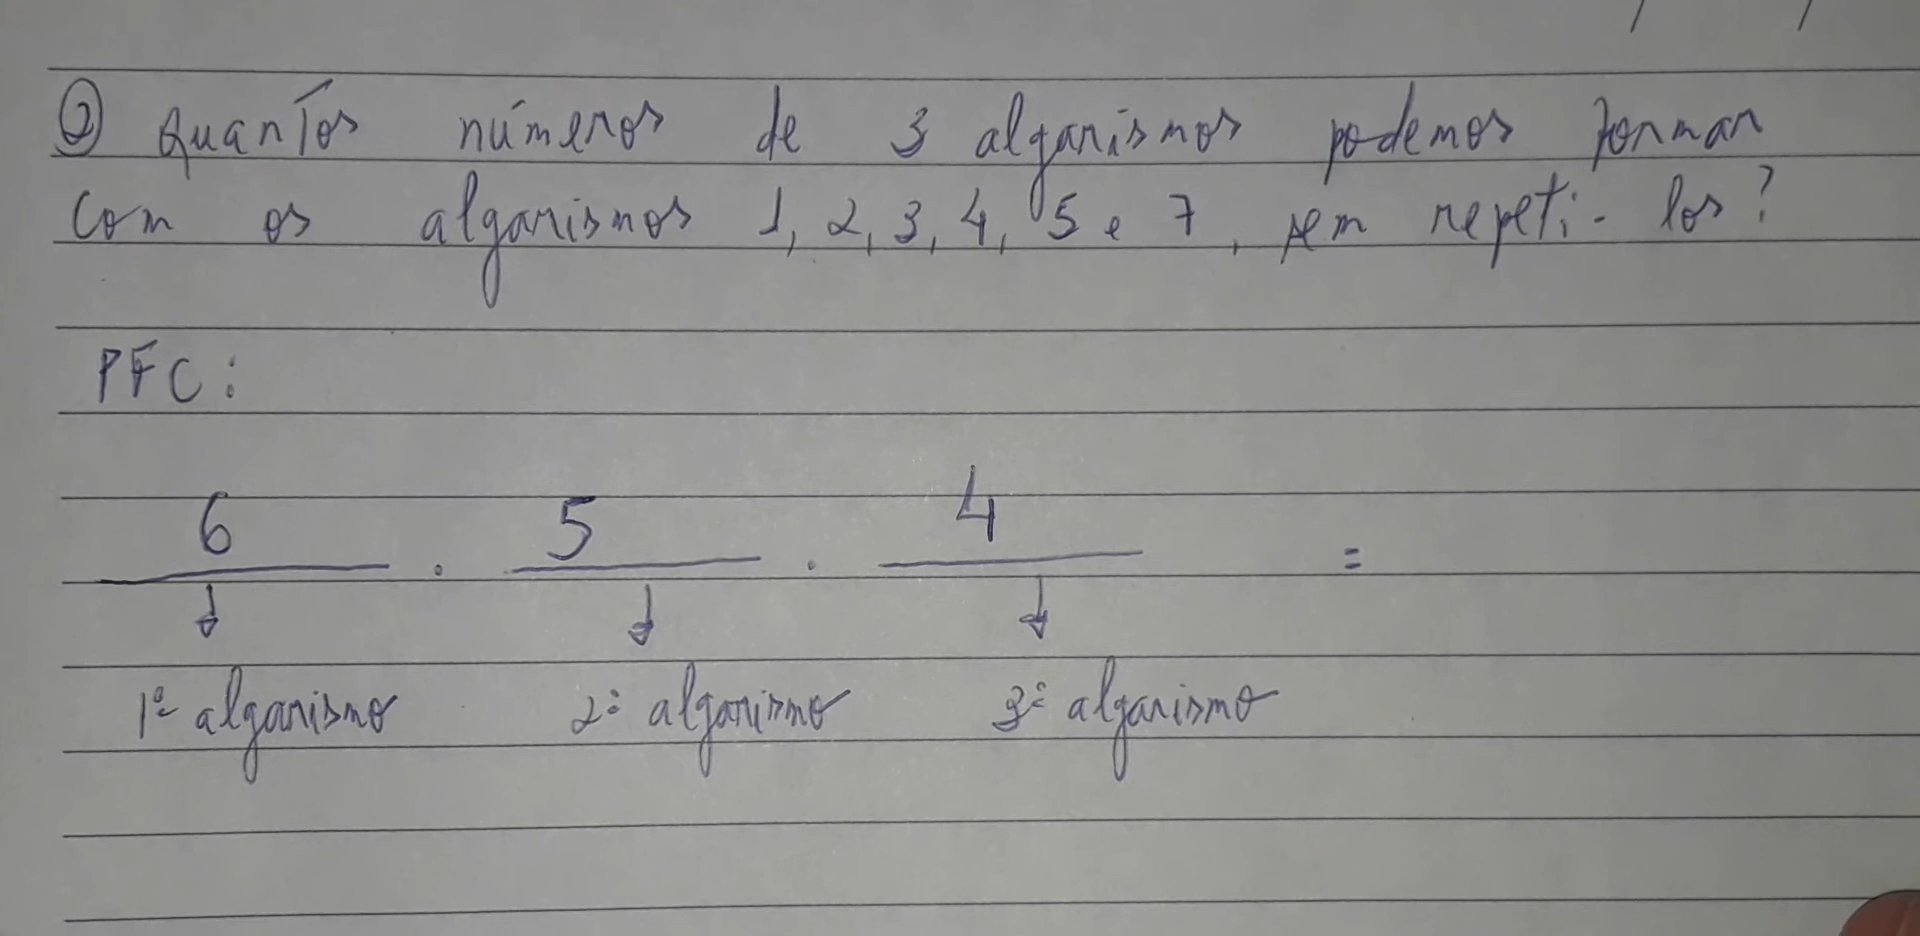 ② Quantos números de 3 algarismos podemos formar
com os algarismos 1, 2, 3, 4, 5 e 7, sem repeti-los?
PFC:
6 . 5 . 4 =
↓ ↓ ↓
1º algarismo 2º algarismo 3º algarismo